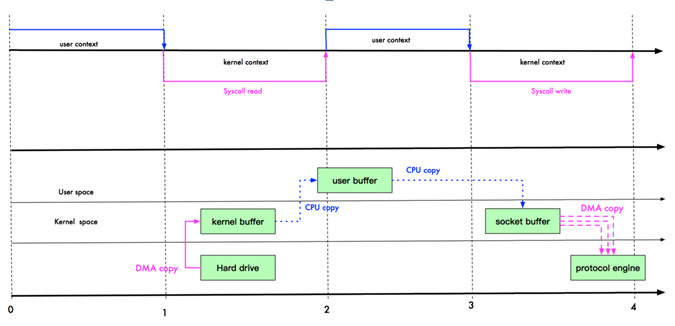 user context
user context
kernel context
kernel context
Syscall read
Syscall write
CPU copy
user buffer
User space
CPU copy
DMA copy
Kernel space
kernel buffer
socket buffer
DMA copy
Hard drive
protocol engine
0
1
2
3
4